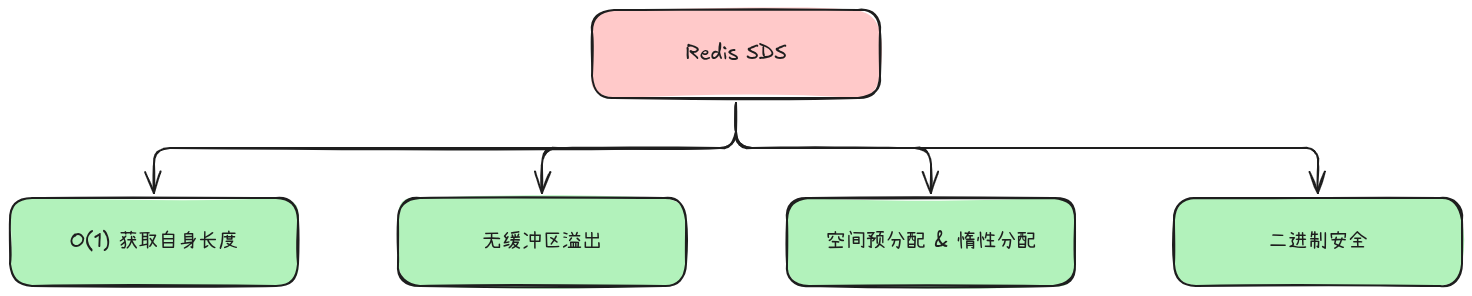 Redis SDS
O(1) 获取自身长度
无缓冲区溢出
空间预分配 & 惰性分配
二进制安全